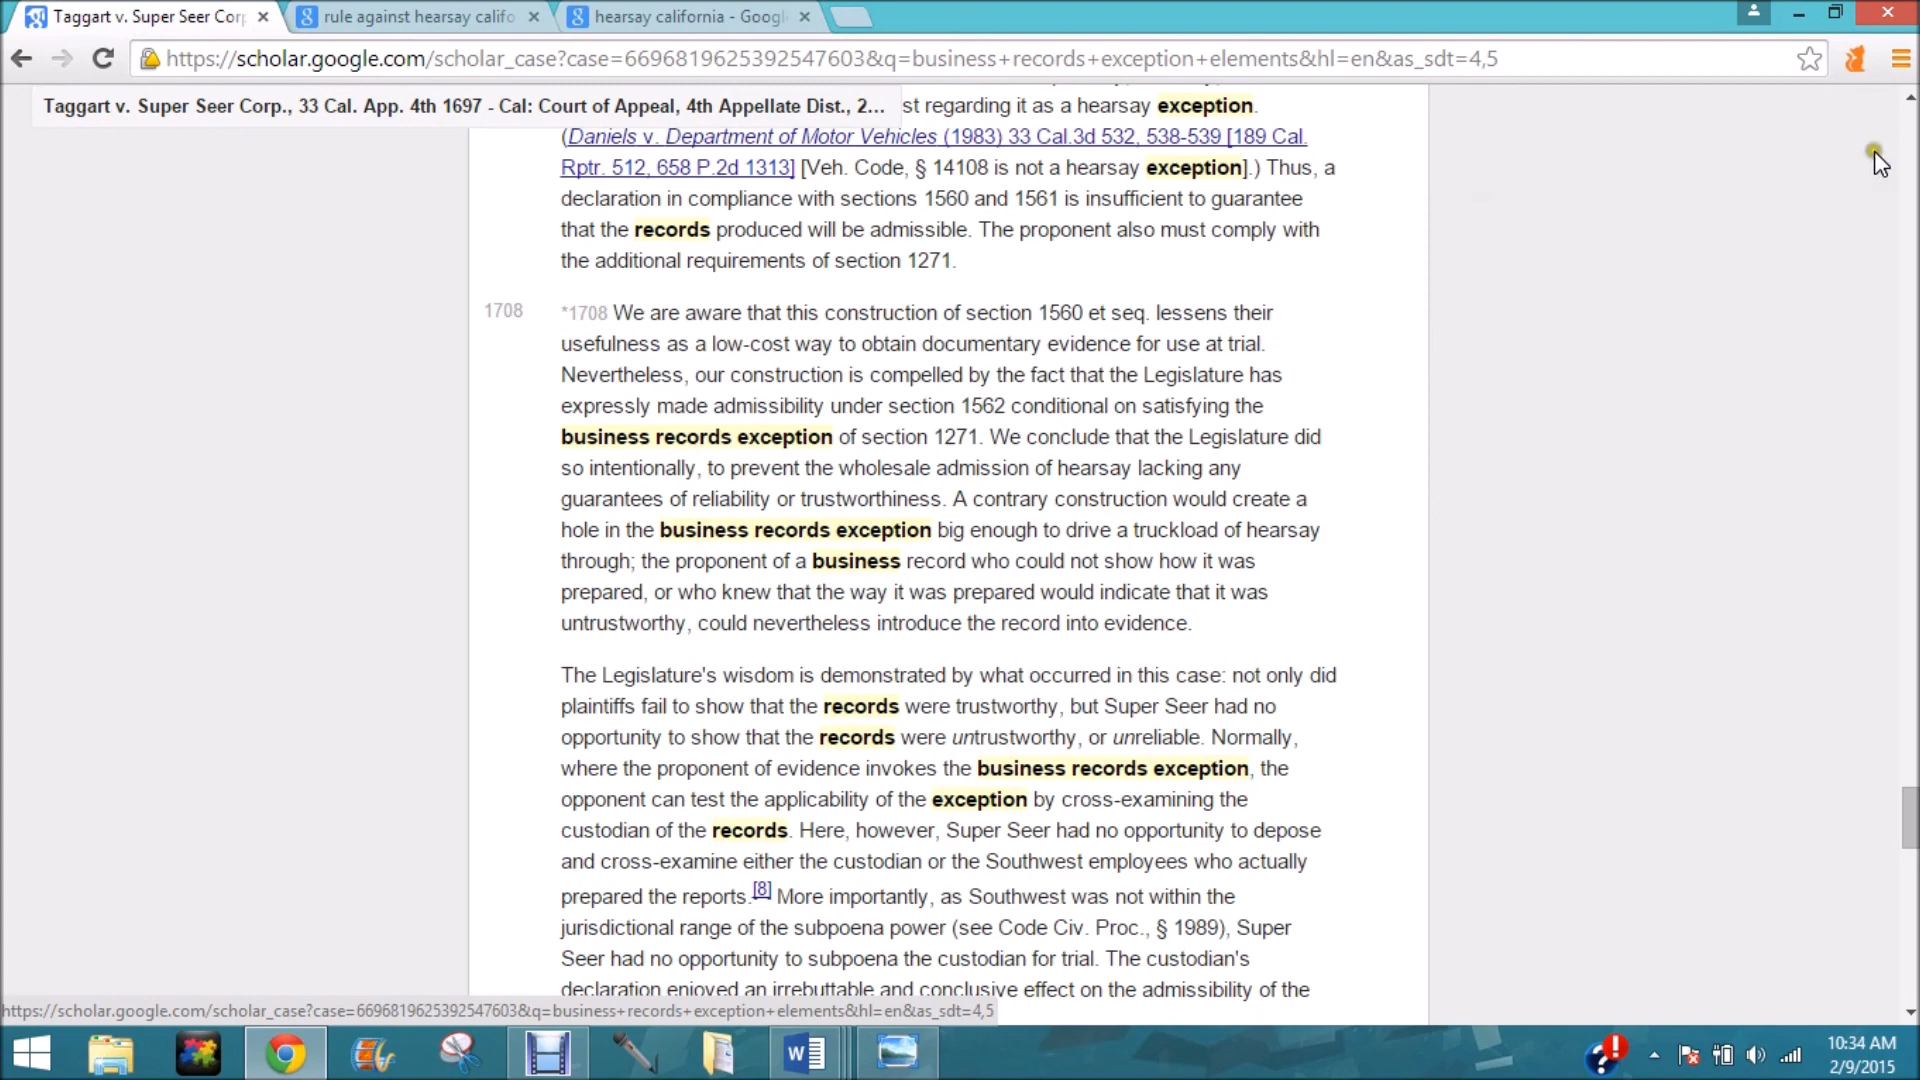 Taggart v. Super Seer Corp
rule against hearsay califo
hearsay california - Googl
https://scholar.google.com/scholar_case?case=6696819625392547603&q=business+records+exception+elements&hl=en&as_sdt=4,5
Taggart v. Super Seer Corp., 33 Cal. App. 4th 1697 - Cal: Court of Appeal, 4th Appellate Dist., 2...
st regarding it as a hearsay exception.
(Daniels v. Department of Motor Vehicles (1983) 33 Cal.3d 532, 538-539 [189 Cal.
Rptr. 512, 658 P.2d 1313] [Veh. Code, § 14108 is not a hearsay exception].) Thus, a
declaration in compliance with sections 1560 and 1561 is insufficient to guarantee
that the records produced will be admissible. The proponent also must comply with
the additional requirements of section 1271.
1708
*1708 We are aware that this construction of section 1560 et seq. lessens their
usefulness as a low-cost way to obtain documentary evidence for use at trial.
Nevertheless, our construction is compelled by the fact that the Legislature has
expressly made admissibility under section 1562 conditional on satisfying the
business records exception of section 1271. We conclude that the Legislature did
so intentionally, to prevent the wholesale admission of hearsay lacking any
guarantees of reliability or trustworthiness. A contrary construction would create a
hole in the business records exception big enough to drive a truckload of hearsay
through; the proponent of a business record who could not show how it was
prepared, or who knew that the way it was prepared would indicate that it was
untrustworthy, could nevertheless introduce the record into evidence.
The Legislature's wisdom is demonstrated by what occurred in this case: not only did
plaintiffs fail to show that the records were trustworthy, but Super Seer had no
opportunity to show that the records were untrustworthy, or unreliable. Normally,
where the proponent of evidence invokes the business records exception, the
opponent can test the applicability of the exception by cross-examining the
custodian of the records. Here, however, Super Seer had no opportunity to depose
and cross-examine either the custodian or the Southwest employees who actually
prepared the reports.[8] More importantly, as Southwest was not within the
jurisdictional range of the subpoena power (see Code Civ. Proc., § 1989), Super
Seer had no opportunity to subpoena the custodian for trial. The custodian's
declaration enjoyed an irrebuttable and conclusive effect on the admissibility of the
https://scholar.google.com/scholar_case?case=6696819625392547603&q=business+records+exception+elements&hl=en&as_sdt=4,5
10:34 AM
2/9/2015